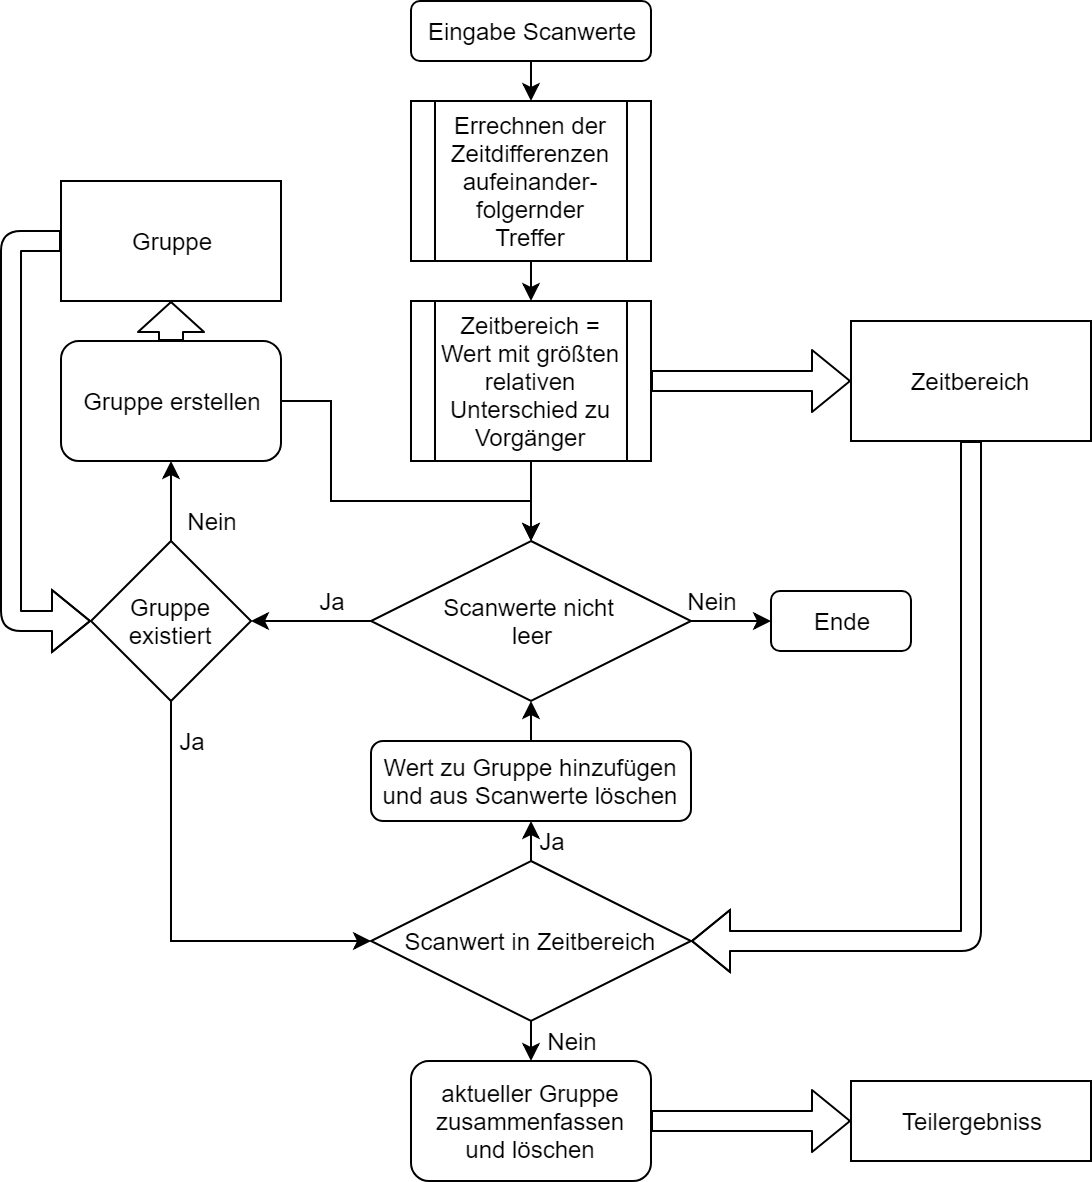 Eingabe Scanwerte
Errechnen der
Zeitdifferenzen
aufeinander-
folgernder
Treffer
Gruppe
Zeitbereich =
Wert mit größten
relativen
Unterschied zu
Vorgänger
Zeitbereich
Gruppe erstellen
Nein
Gruppe
existiert
Ja
Scanwerte nicht
leer
Nein
Ende
Ja
Wert zu Gruppe hinzufügen
und aus Scanwerte löschen
Ja
Scanwert in Zeitbereich
Nein
aktueller Gruppe
zusammenfassen
und löschen
Teilergebniss